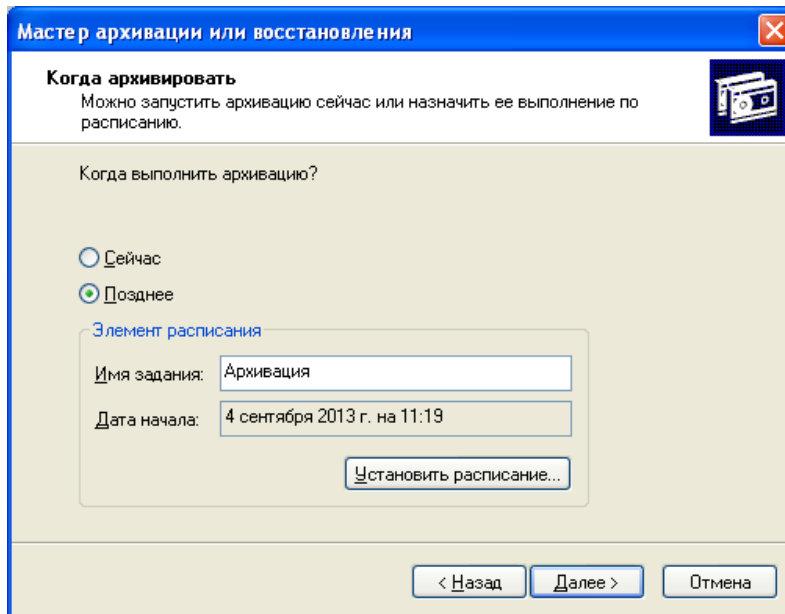 Мастер архивации или восстановления
Когда архивировать
Можно запустить архивацию сейчас или назначить ее выполнение по
расписанию.
Когда выполнить архивацию?
Сейчас
Позднее
Элемент расписания
Имя задания: Архивация
Дата начала: 4 сентября 2013 г. на 11:19
Установить расписание...
< Назад Далее > Отмена